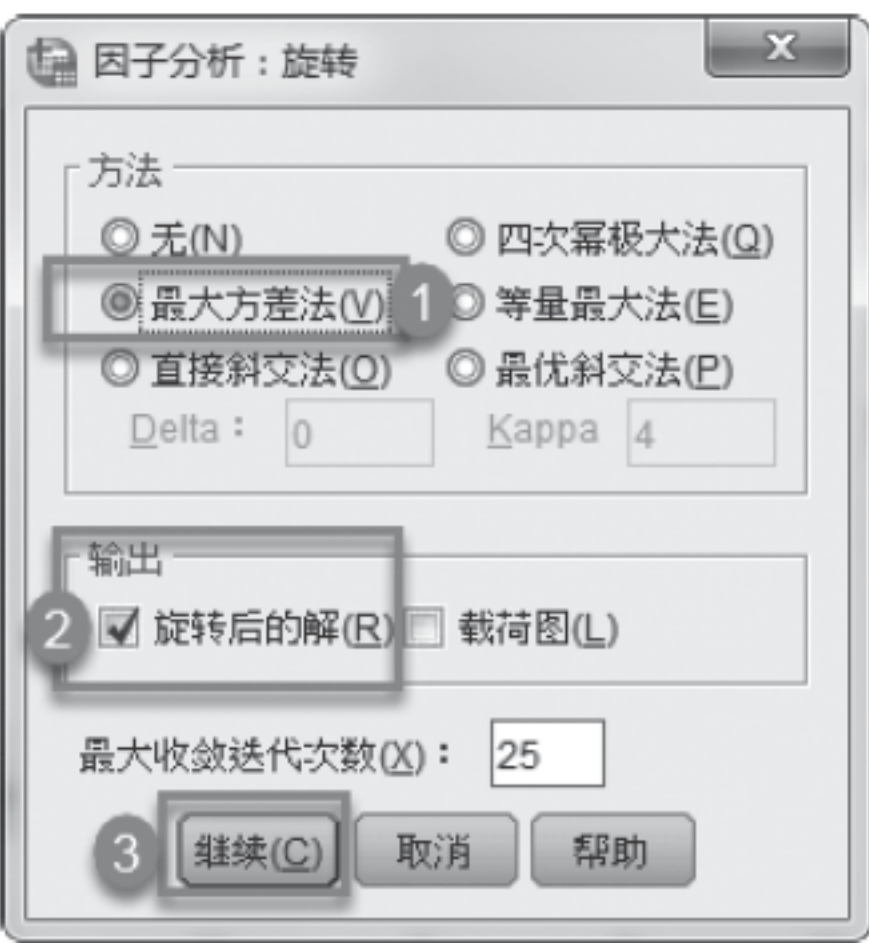 因子分析：旋转
方法
无(N) 四次幂极大法(Q)
最大方差法(V) 1 等量最大法(E)
直接斜交法(O) 最优斜交法(P)
Delta： 0 Kappa 4
输出
2 旋转后的解(R) 载荷图(L)
最大收敛迭代次数(X)： 25
3 继续(C) 取消 帮助